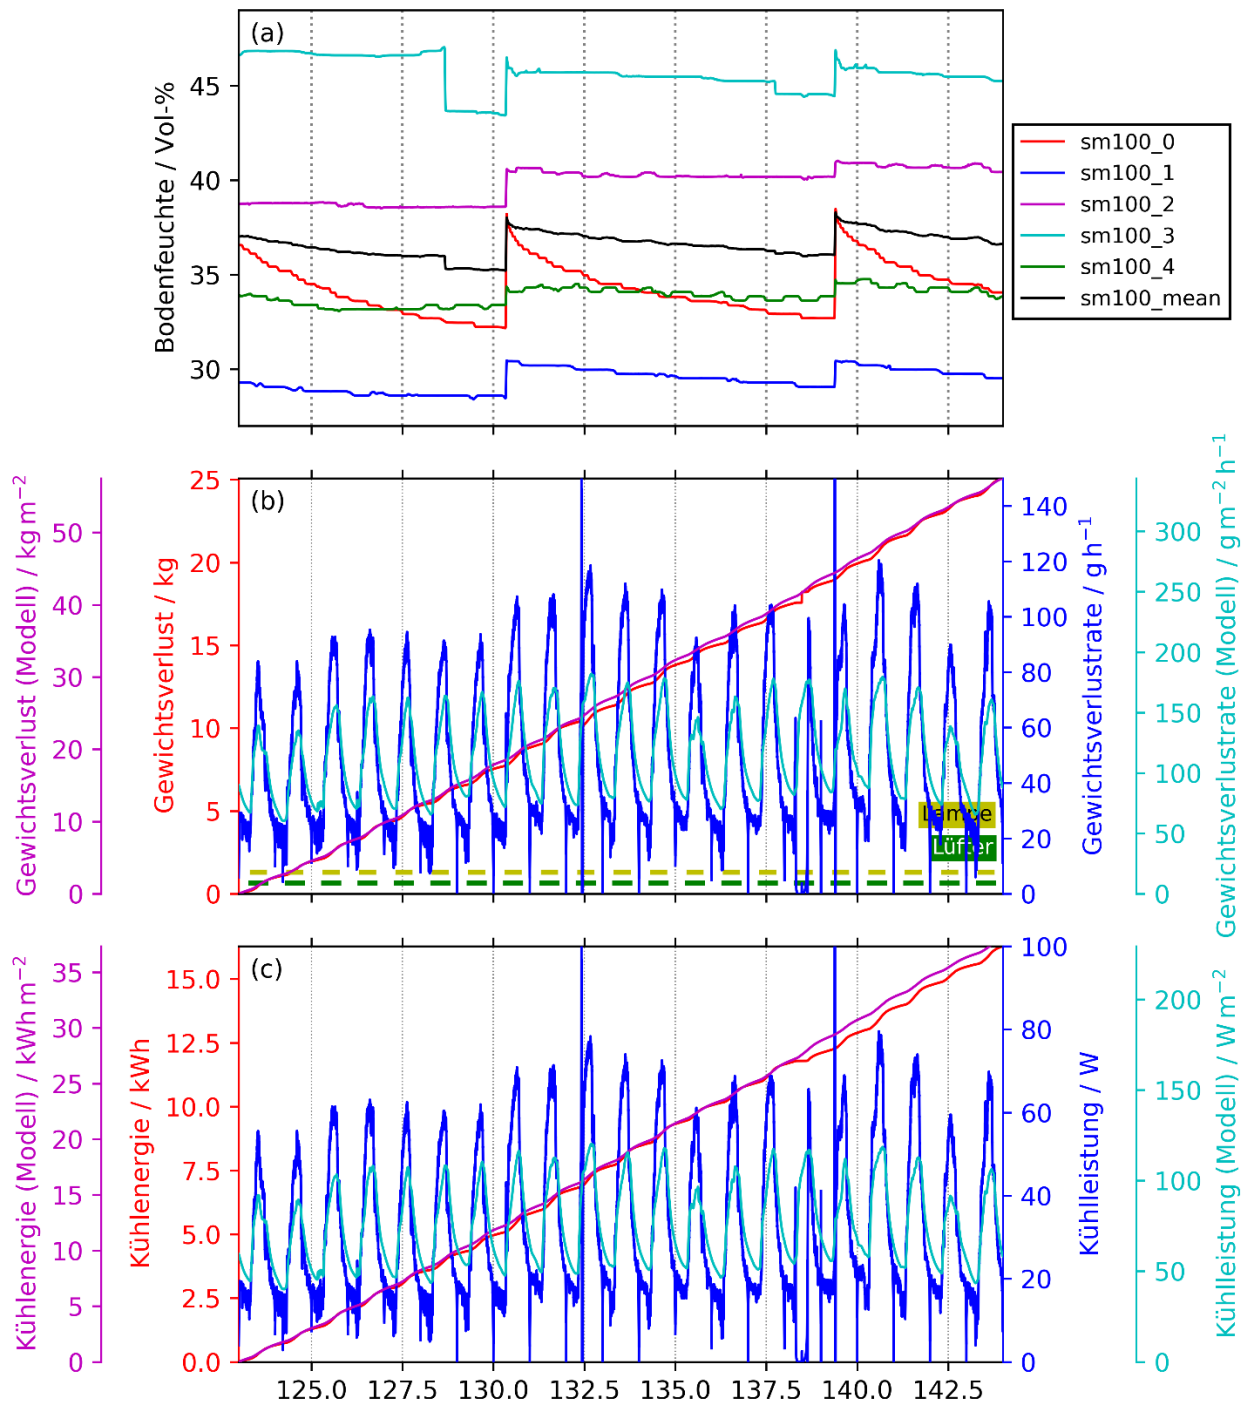 (a)
45
40
35
30
Bodenfeuchte / Vol-%
sm100_0
sm100_1
sm100_2
sm100_3
sm100_4
sm100_mean
(b)
50
40
30
20
10
0
Gewichtsverlust (Modell) / kg m⁻²
25
20
15
10
5
0
Gewichtsverlust / kg
140
120
100
80
60
40
20
0
Gewichtsverlustrate / g h⁻¹
300
250
200
150
100
50
0
Gewichtsverlustrate (Modell) / g m⁻² h⁻¹
Lampe
Lüfter
(c)
35
30
25
20
15
10
5
0
Kühlenergie (Modell) / kWh m⁻²
15.0
12.5
10.0
7.5
5.0
2.5
0.0
Kühlenergie / kWh
100
80
60
40
20
0
Kühlleistung / W
200
150
100
50
0
Kühlleistung (Modell) / W m⁻²
125.0 127.5 130.0 132.5 135.0 137.5 140.0 142.5